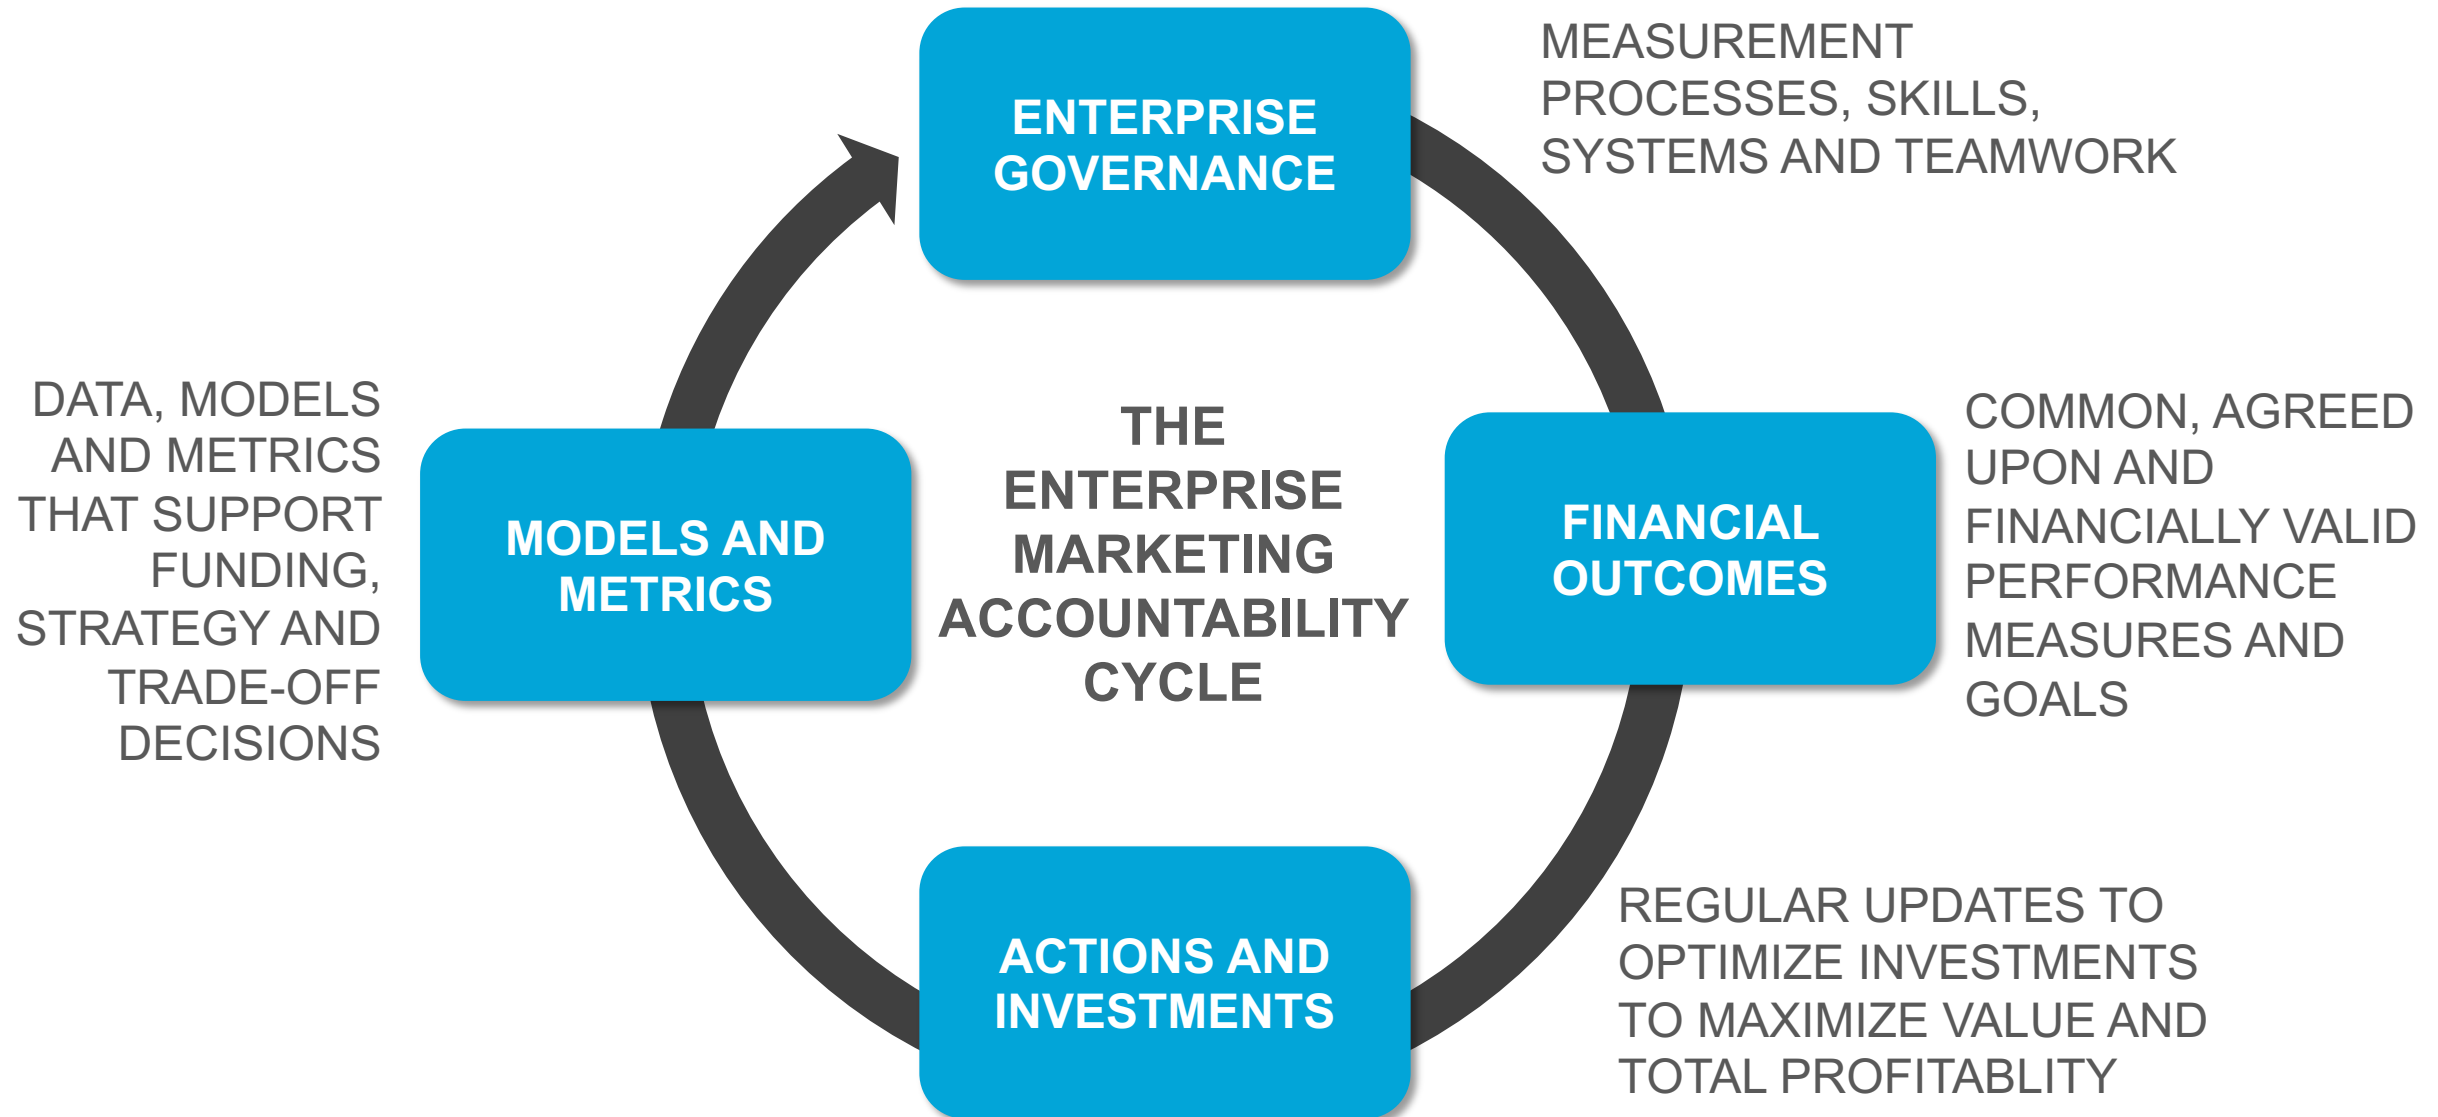 ENTERPRISE
GOVERNANCE
MEASUREMENT
PROCESSES, SKILLS,
SYSTEMS AND TEAMWORK
DATA, MODELS
AND METRICS
THAT SUPPORT
FUNDING,
STRATEGY AND
TRADE-OFF
DECISIONS
MODELS AND
METRICS
THE
ENTERPRISE
MARKETING
ACCOUNTABILITY
CYCLE
FINANCIAL
OUTCOMES
COMMON, AGREED
UPON AND
FINANCIALLY VALID
PERFORMANCE
MEASURES AND
GOALS
ACTIONS AND
INVESTMENTS
REGULAR UPDATES TO
OPTIMIZE INVESTMENTS
TO MAXIMIZE VALUE AND
TOTAL PROFITABLITY